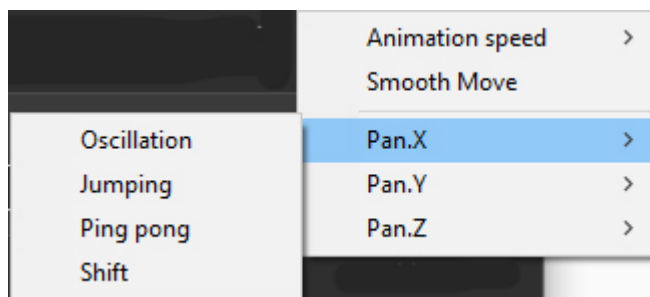 Animation speed
Smooth Move
Pan.X
Pan.Y
Pan.Z
Oscillation
Jumping
Ping pong
Shift